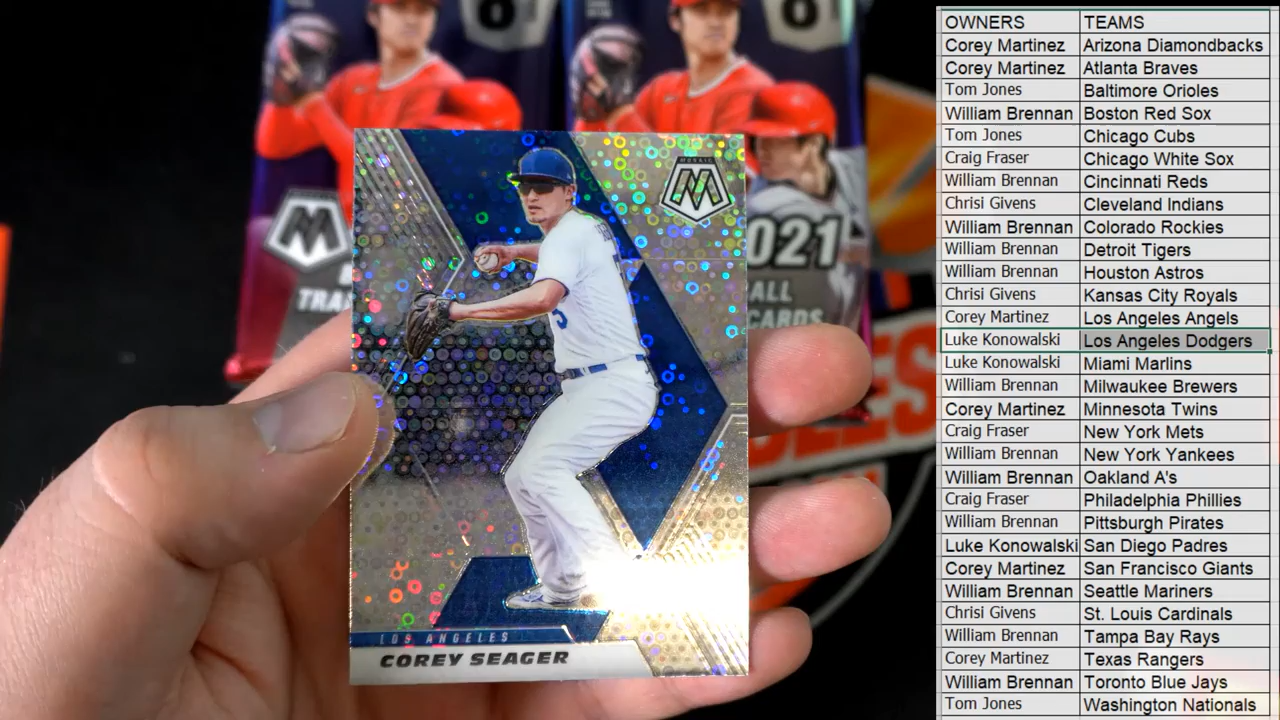 MOSAIC
M
5
LOS ANGELES
COREY SEAGER
M
TRA
2021
ALL
CARDS
OWNERS TEAMS
Corey Martinez Arizona Diamondbacks
Corey Martinez Atlanta Braves
Tom Jones Baltimore Orioles
William Brennan Boston Red Sox
Tom Jones Chicago Cubs
Craig Fraser Chicago White Sox
William Brennan Cincinnati Reds
Chrisi Givens Cleveland Indians
William Brennan Colorado Rockies
William Brennan Detroit Tigers
William Brennan Houston Astros
Chrisi Givens Kansas City Royals
Corey Martinez Los Angeles Angels
Luke Konowalski Los Angeles Dodgers
Luke Konowalski Miami Marlins
William Brennan Milwaukee Brewers
Corey Martinez Minnesota Twins
Craig Fraser New York Mets
William Brennan New York Yankees
William Brennan Oakland A's
Craig Fraser Philadelphia Phillies
William Brennan Pittsburgh Pirates
Luke Konowalski San Diego Padres
Corey Martinez San Francisco Giants
William Brennan Seattle Mariners
Chrisi Givens St. Louis Cardinals
William Brennan Tampa Bay Rays
Corey Martinez Texas Rangers
William Brennan Toronto Blue Jays
Tom Jones Washington Nationals